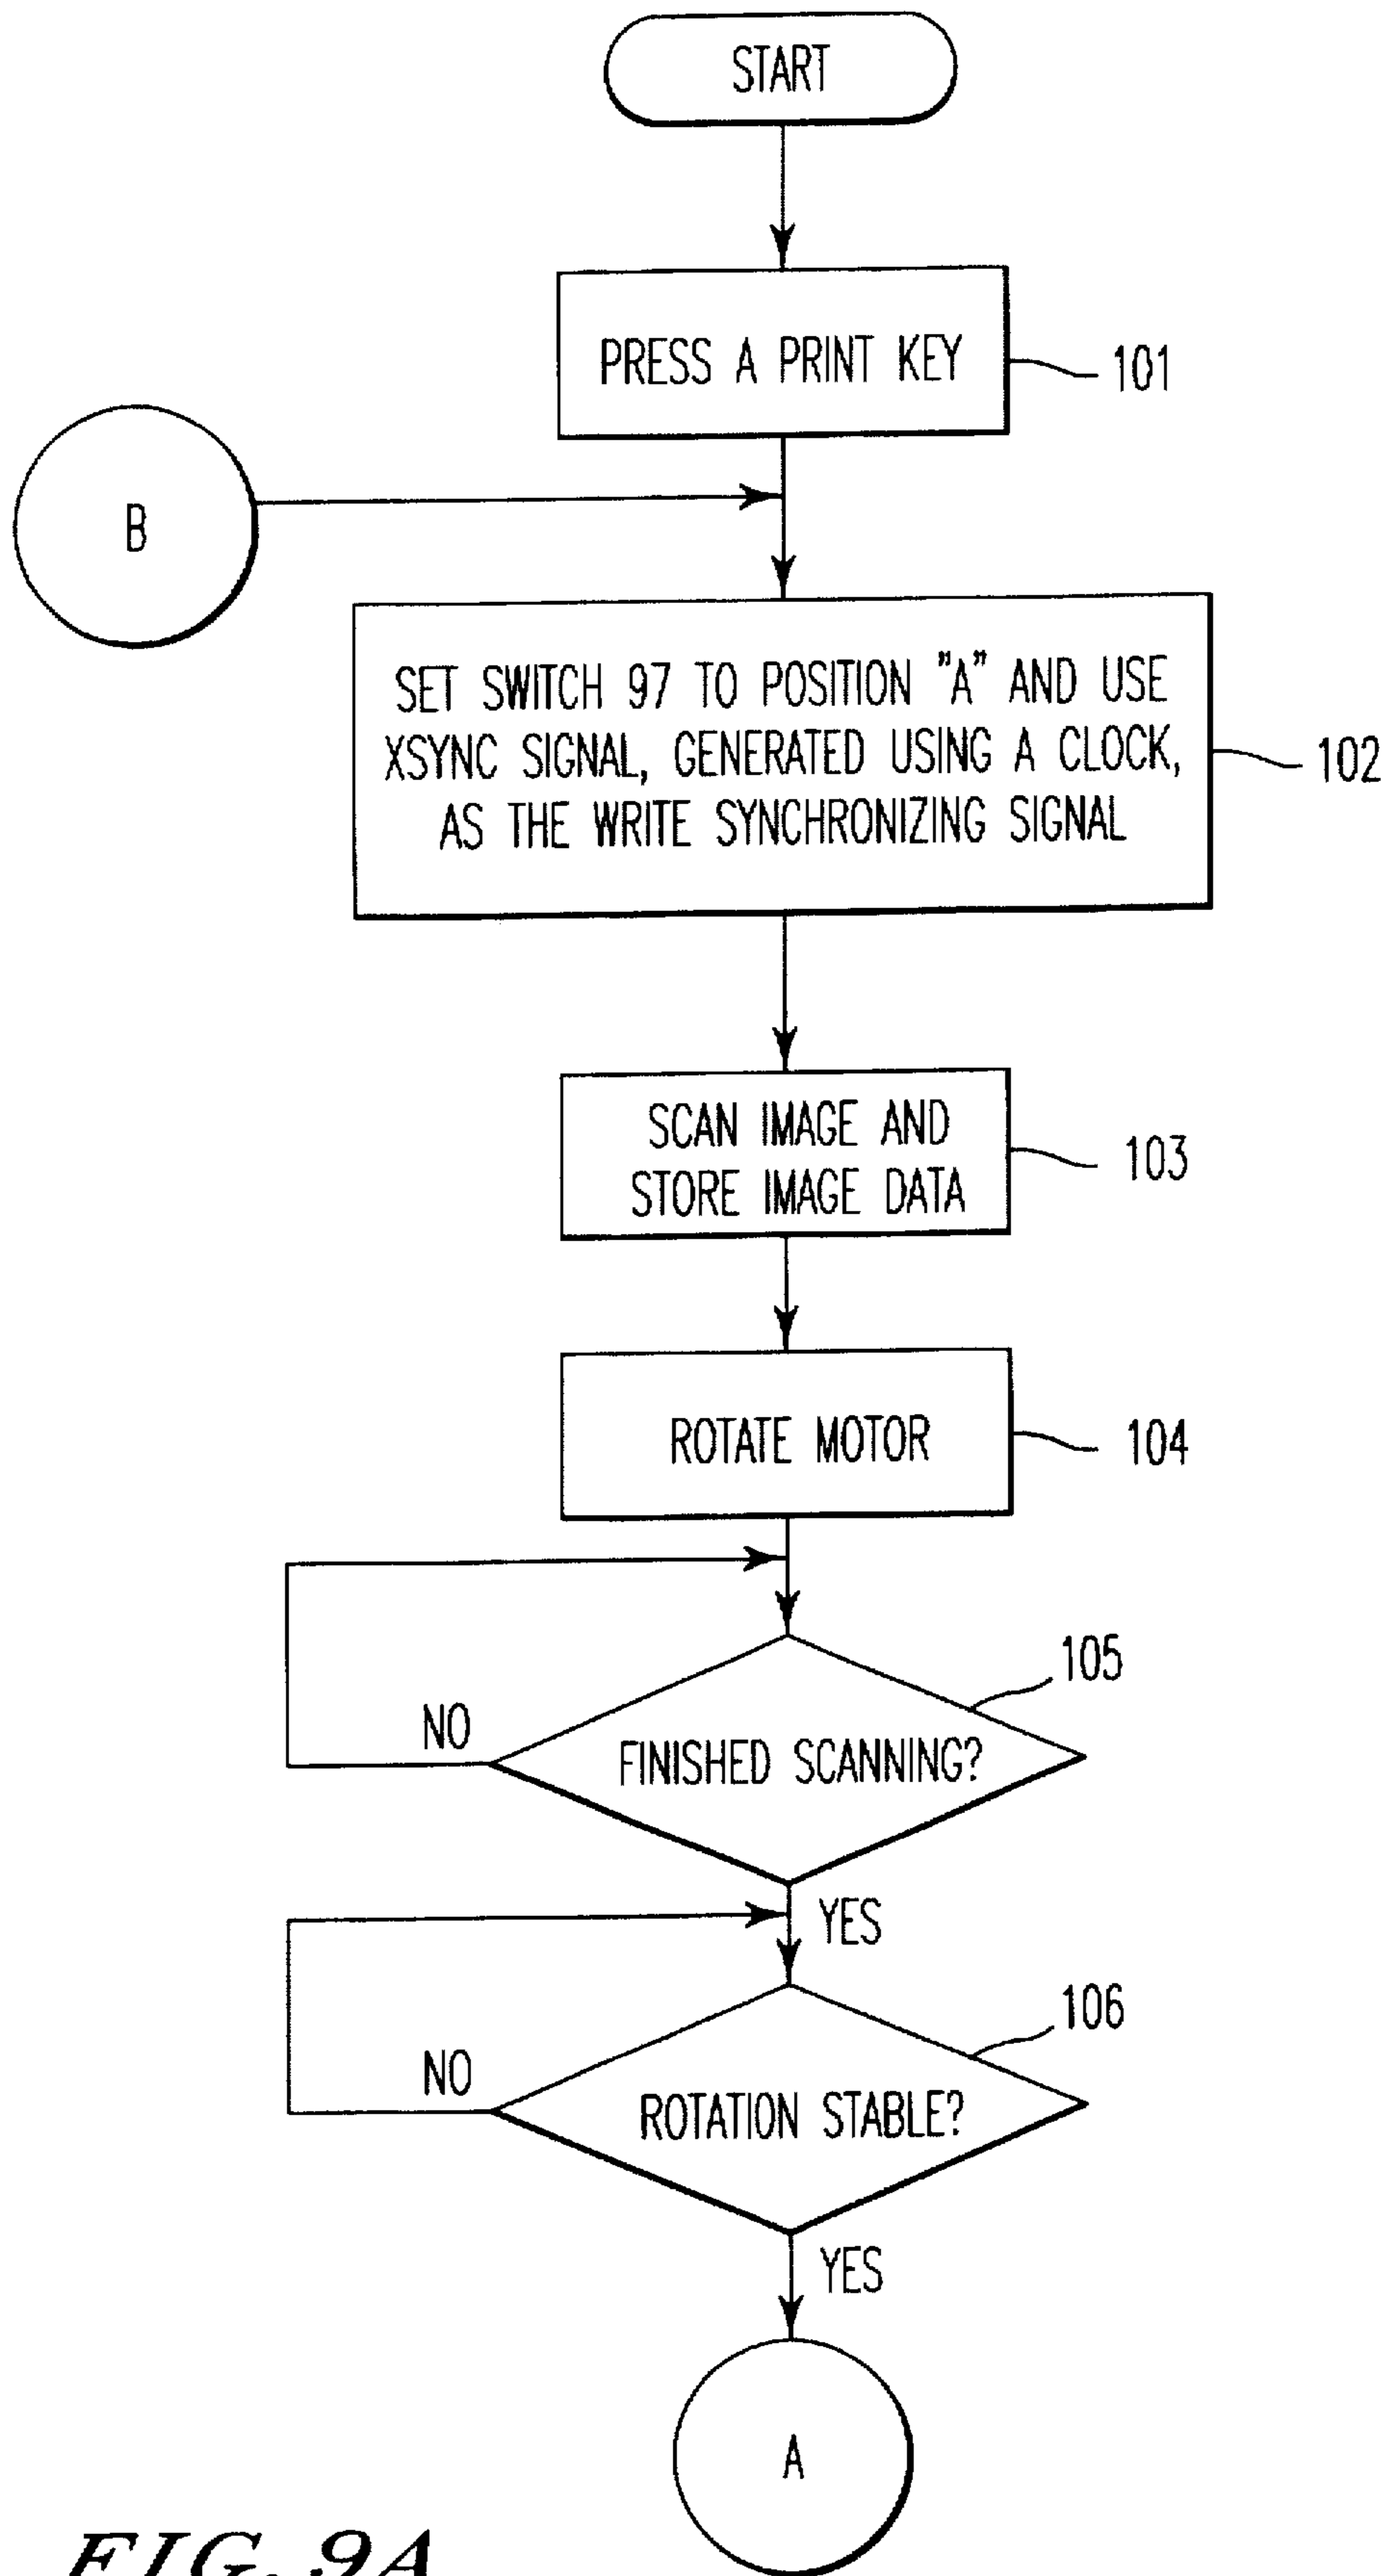 START
PRESS A PRINT KEY
101
B
SET SWITCH 97 TO POSITION "A" AND USE
XSYNC SIGNAL, GENERATED USING A CLOCK,
AS THE WRITE SYNCHRONIZING SIGNAL
102
SCAN IMAGE AND
STORE IMAGE DATA
103
ROTATE MOTOR
104
105
NO
FINISHED SCANNING?
YES
106
NO
ROTATION STABLE?
YES
A
FIG. 9A